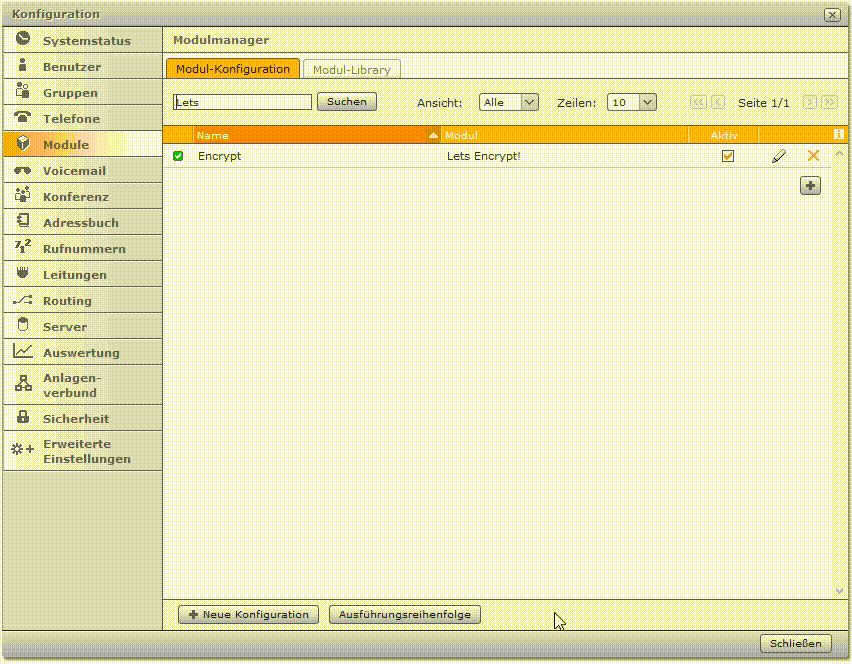 Konfiguration
Systemstatus
Benutzer
Gruppen
Telefone
Module
Voicemail
Konferenz
Adressbuch
Rufnummern
Leitungen
Routing
Server
Auswertung
Anlagen-
verbund
Sicherheit
Erweiterte
Einstellungen
Modulmanager
Modul-Konfiguration Modul-Library
Lets Suchen Ansicht: Alle Zeilen: 10 Seite 1/1
Name Modul Aktiv
Encrypt Lets Encrypt!
Neue Konfiguration Ausführungsreihenfolge
Schließen